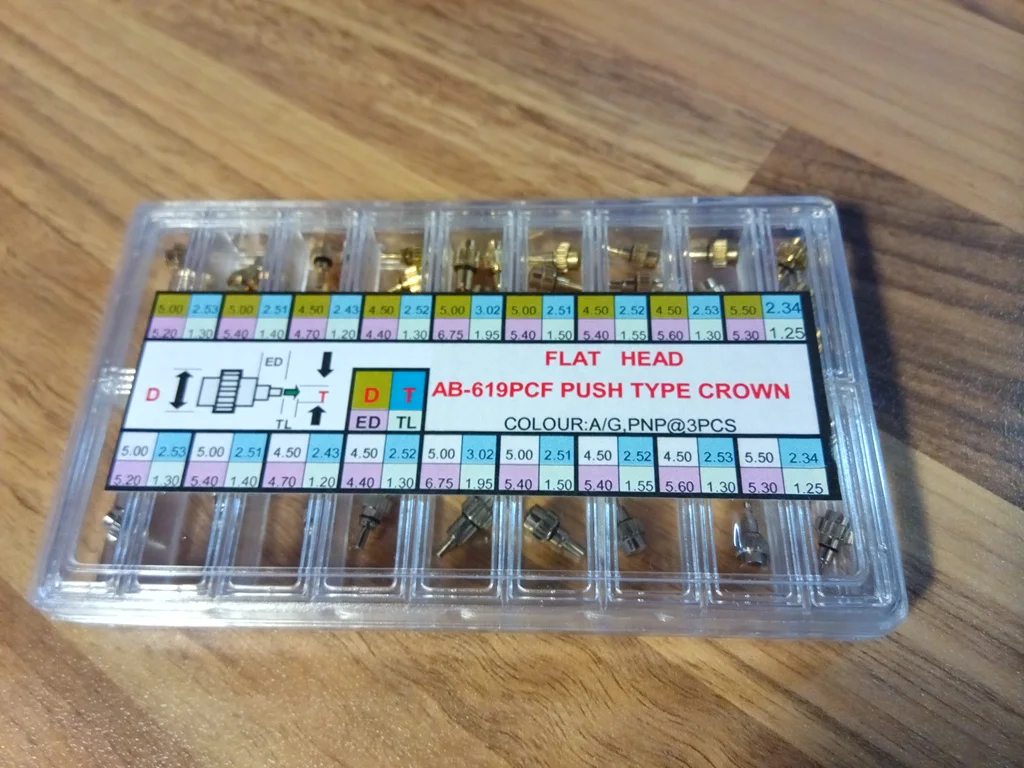 5.00 2.53 5.00 2.51 4.50 2.43 4.50 2.52 5.00 3.02 5.00 2.51 4.50 2.52 4.50 2.53 5.50 2.34
5.20 1.30 5.40 1.40 4.70 1.20 4.40 1.30 6.75 1.95 5.40 1.50 5.40 1.55 5.60 1.30 5.30 1.25
ED
D
T
TL
D T
ED TL
FLAT HEAD
AB-619PCF PUSH TYPE CROWN
COLOUR:A/G,PNP@3PCS
5.00 2.53 5.00 2.51 4.50 2.43 4.50 2.52 5.00 3.02 5.00 2.51 4.50 2.52 4.50 2.53 5.50 2.34
5.20 1.30 5.40 1.40 4.70 1.20 4.40 1.30 6.75 1.95 5.40 1.50 5.40 1.55 5.60 1.30 5.30 1.25